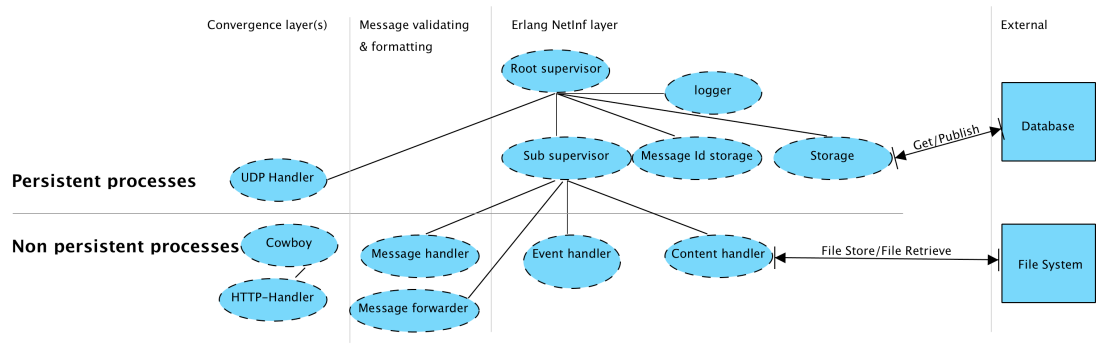 Convergence layer(s)
Message validating
& formatting
Erlang NetInf layer
External
Root supervisor
logger
Database
Get/Publish
Sub supervisor
Message Id storage
Storage
UDP Handler
Persistent processes
Non persistent processes
Cowboy
Message handler
Event handler
Content handler
File Store/File Retrieve
File System
HTTP-Handler
Message forwarder